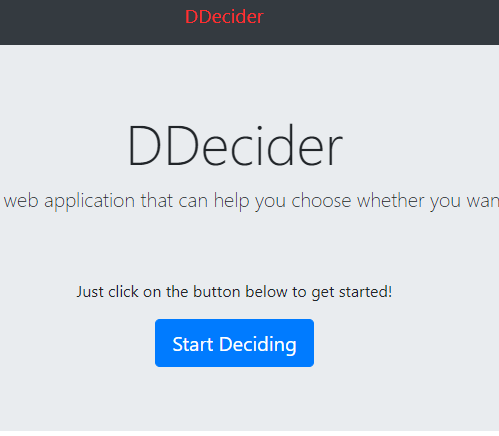 DDecider
DDecider
web application that can help you choose whether you wan
Just click on the button below to get started!
Start Deciding